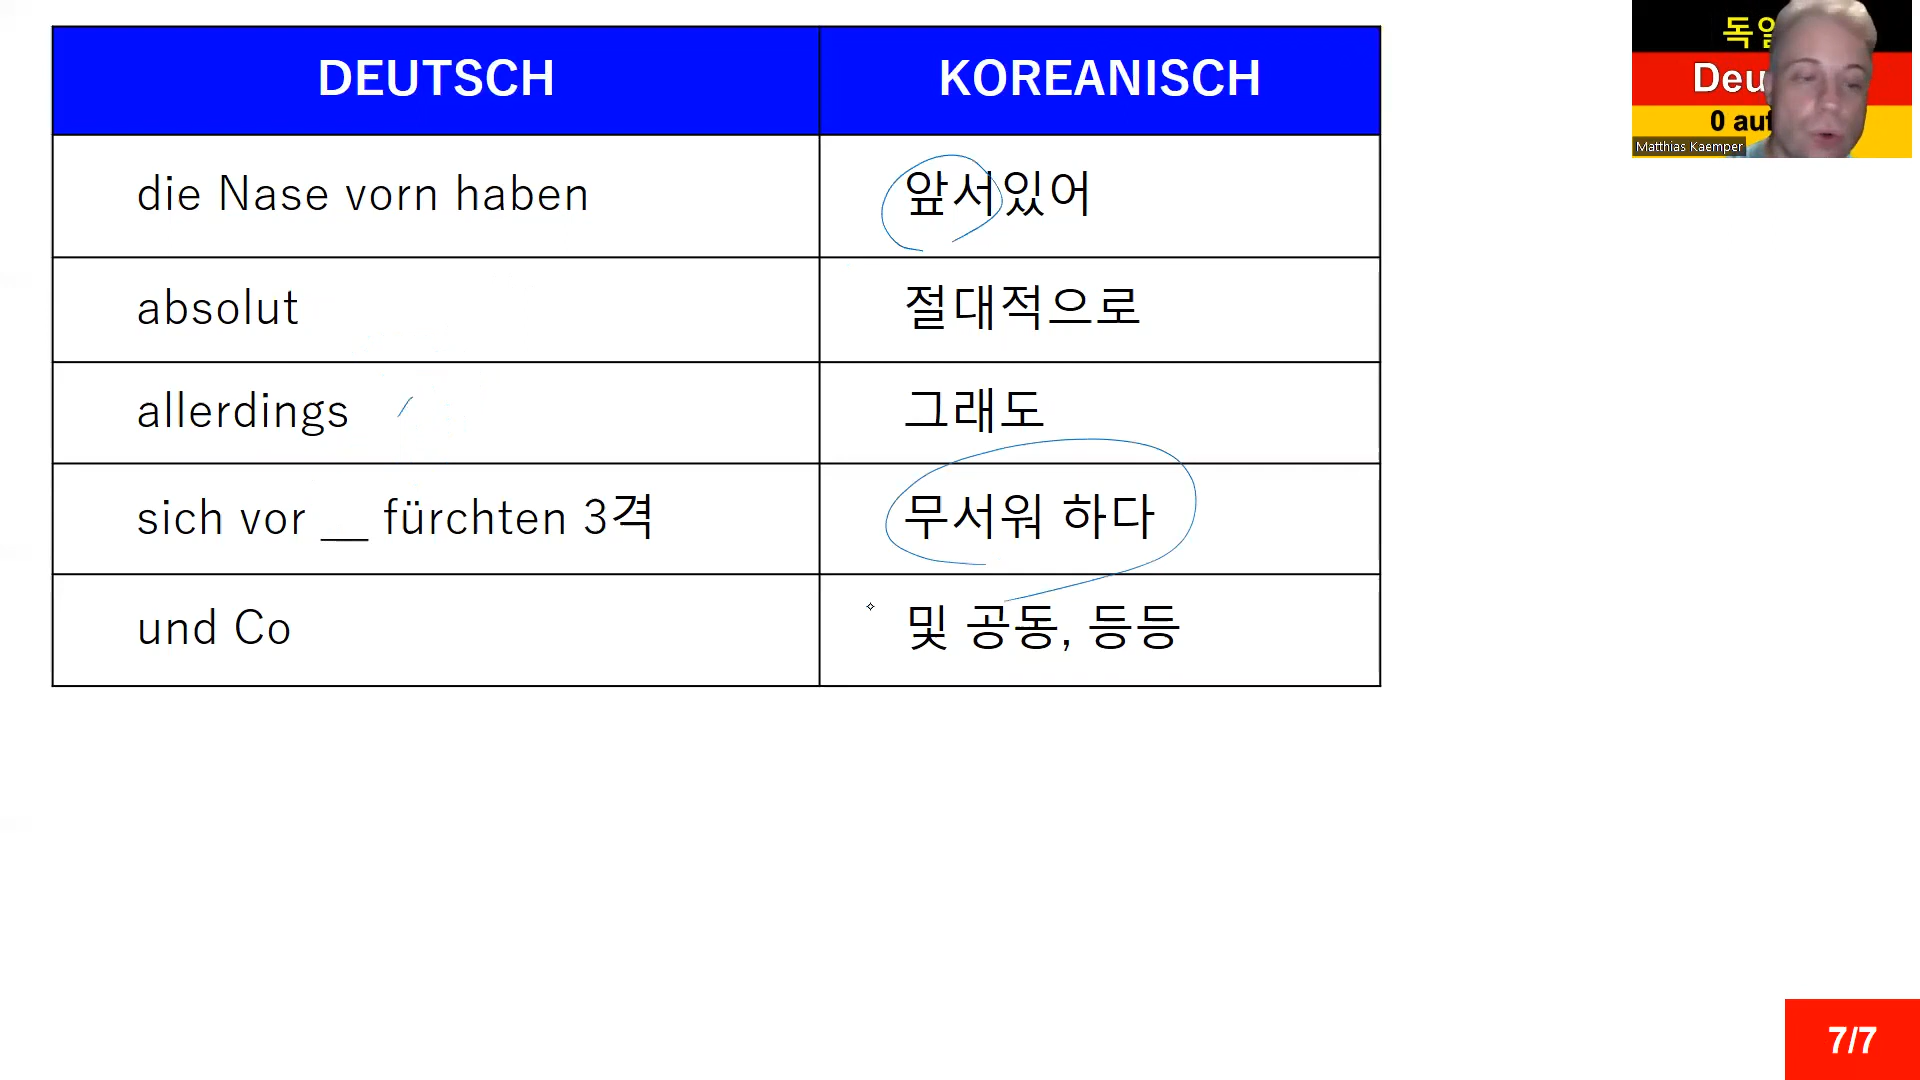 DEUTSCH KOREANISCH
die Nase vorn haben 앞서있어
absolut 절대적으로
allerdings 그래도
sich vor __ fürchten 3격 무서워 하다
und Co 및 공동, 등등
독일
Deu
0 auf
Matthias Kaemper
7/7